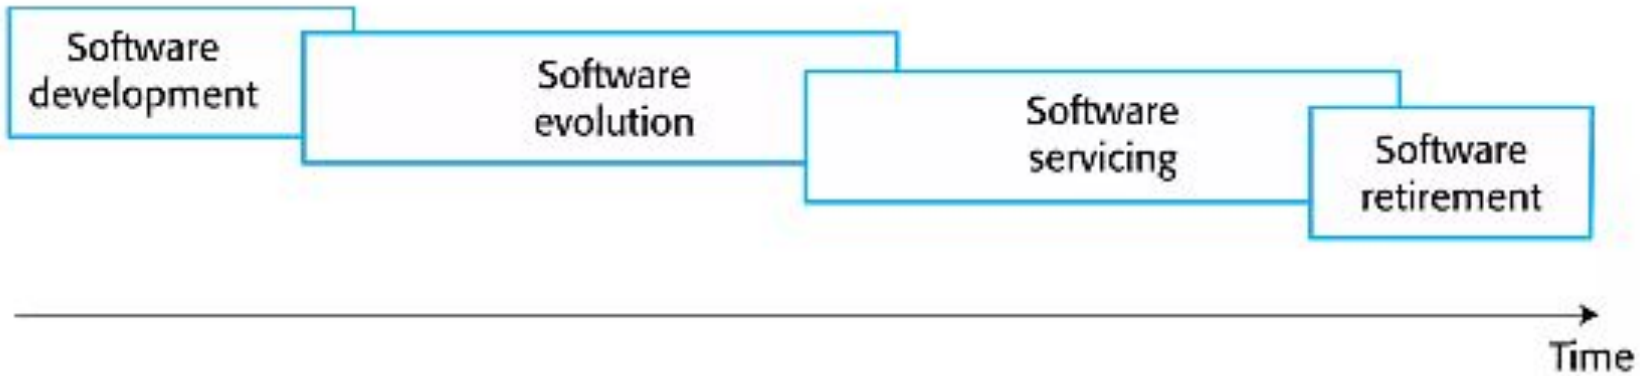 Software
development
Software
evolution
Software
servicing
Software
retirement
Time